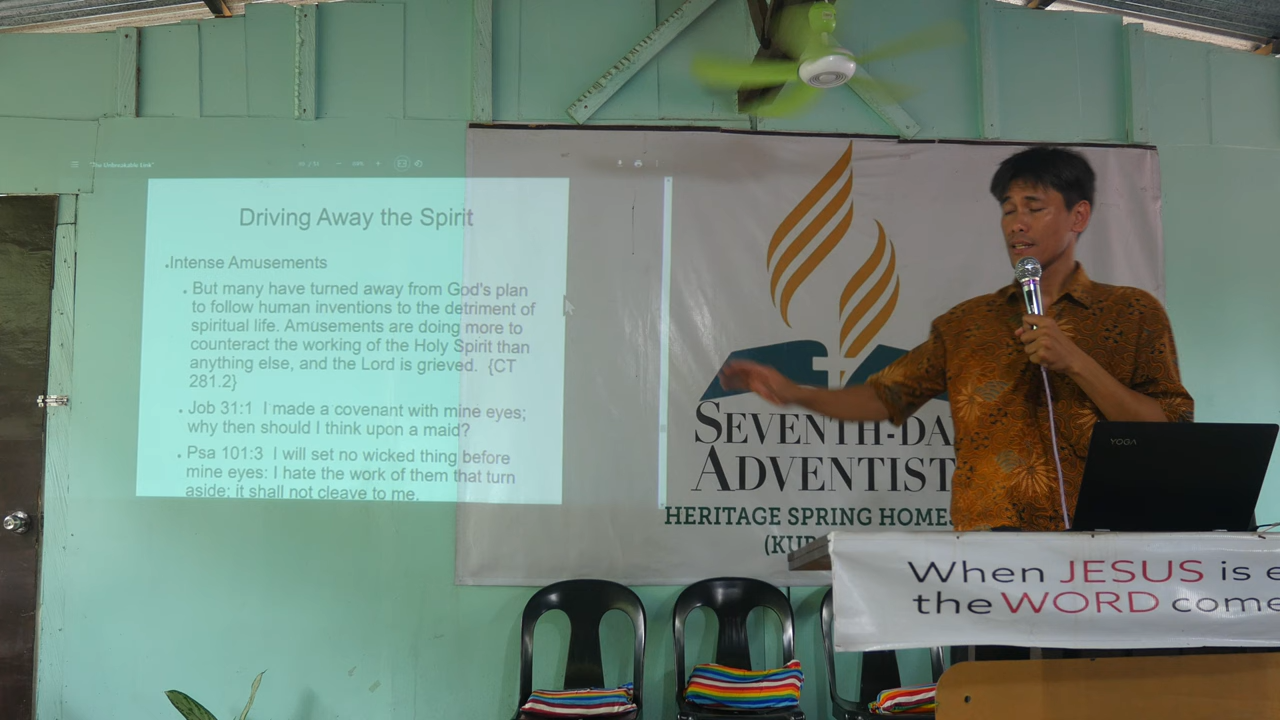 "The Unbreakable Link"
Driving Away the Spirit
.Intense Amusements
. But many have turned away from God's plan
to follow human inventions to the detriment of
spiritual life. Amusements are doing more to
counteract the working of the Holy Spirit than
anything else, and the Lord is grieved. {CT
281.2}
. Job 31:1 I made a covenant with mine eyes;
why then should I think upon a maid?
. Psa 101:3 I will set no wicked thing before
mine eyes: I hate the work of them that turn
aside; it shall not cleave to me.
SEVENTH-DA
ADVENTIST
HERITAGE SPRING HOMES
(KU
YOGA
When JESUS is e
the WORD come